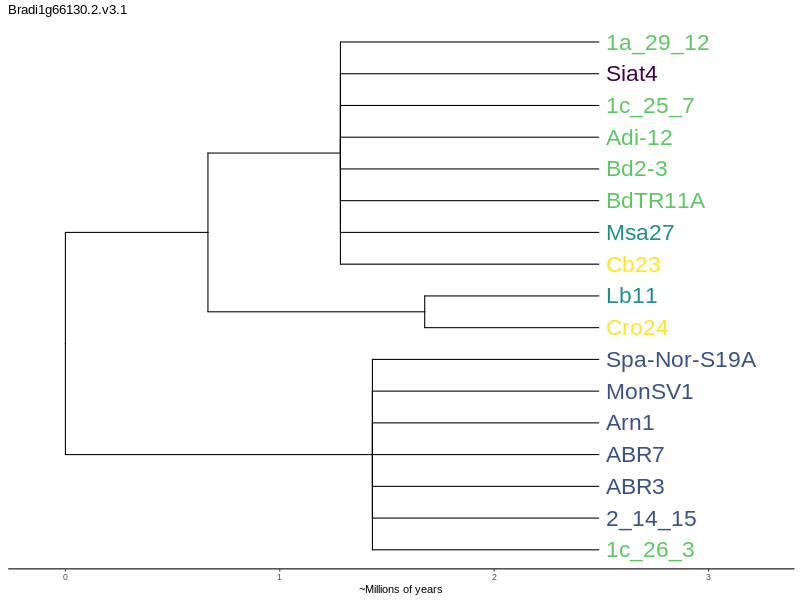 Bradi1g66130.2.v3.1
1a_29_12
Siat4
1c_25_7
Adi-12
Bd2-3
BdTR11A
Msa27
Cb23
Lb11
Cro24
Spa-Nor-S19A
MonSV1
Arn1
ABR7
ABR3
2_14_15
1c_26_3
0 1 2 3
~Millions of years